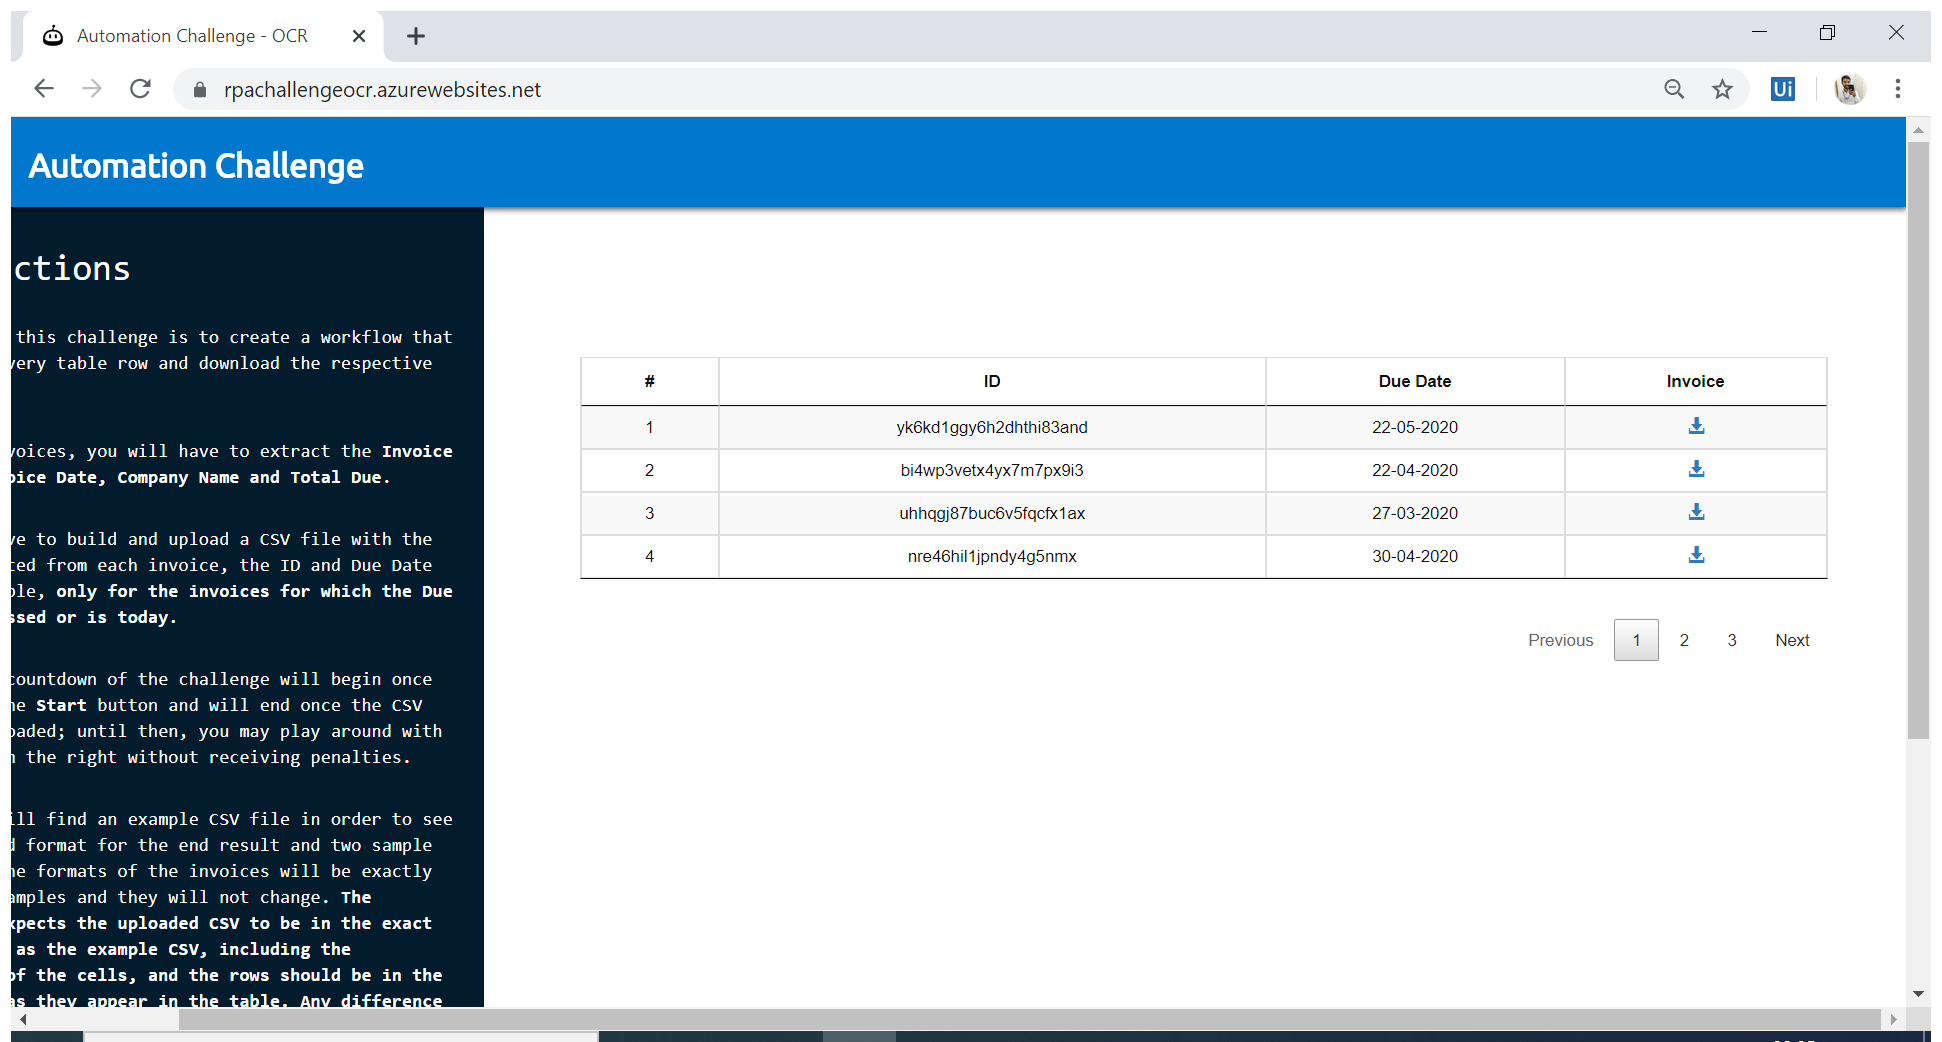 Automation Challenge - OCR
rpachallengeocr.azurewebsites.net
Ui
Automation Challenge
ctions
this challenge is to create a workflow that
very table row and download the respective
voices, you will have to extract the Invoice
oice Date, Company Name and Total Due.
ve to build and upload a CSV file with the
ted from each invoice, the ID and Due Date
ble, only for the invoices for which the Due
ssed or is today.
countdown of the challenge will begin once
he Start button and will end once the CSV
oaded; until then, you may play around with
n the right without receiving penalties.
ill find an example CSV file in order to see
d format for the end result and two sample
he formats of the invoices will be exactly
amples and they will not change. The
xpects the uploaded CSV to be in the exact
as the example CSV, including the
of the cells, and the rows should be in the
as they appear in the table. Any difference
# ID Due Date Invoice
1 yk6kd1ggy6h2dhthi83and 22-05-2020
2 bi4wp3vetx4yx7m7px9i3 22-04-2020
3 uhhqgj87buc6v5fqcfx1ax 27-03-2020
4 nre46hil1jpndy4g5nmx 30-04-2020
Previous 1 2 3 Next